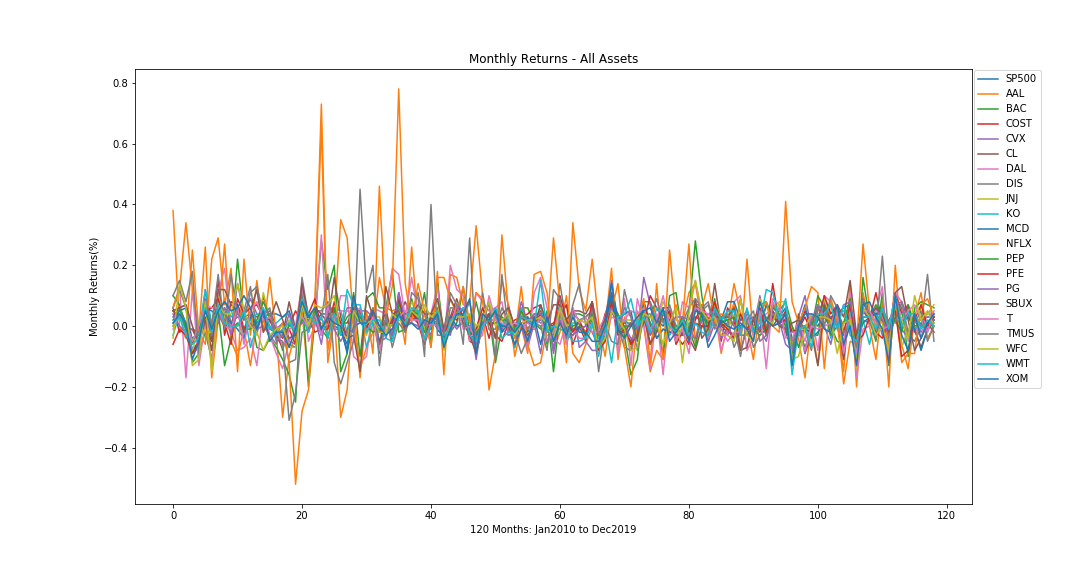 Monthly Returns - All Assets
Monthly Returns(%)
0.8
0.6
0.4
0.2
0.0
−0.2
−0.4
0
20
40
60
80
100
120
120 Months: Jan2010 to Dec2019
SP500
AAL
BAC
COST
CVX
CL
DAL
DIS
JNJ
KO
MCD
NFLX
PEP
PFE
PG
SBUX
T
TMUS
WFC
WMT
XOM